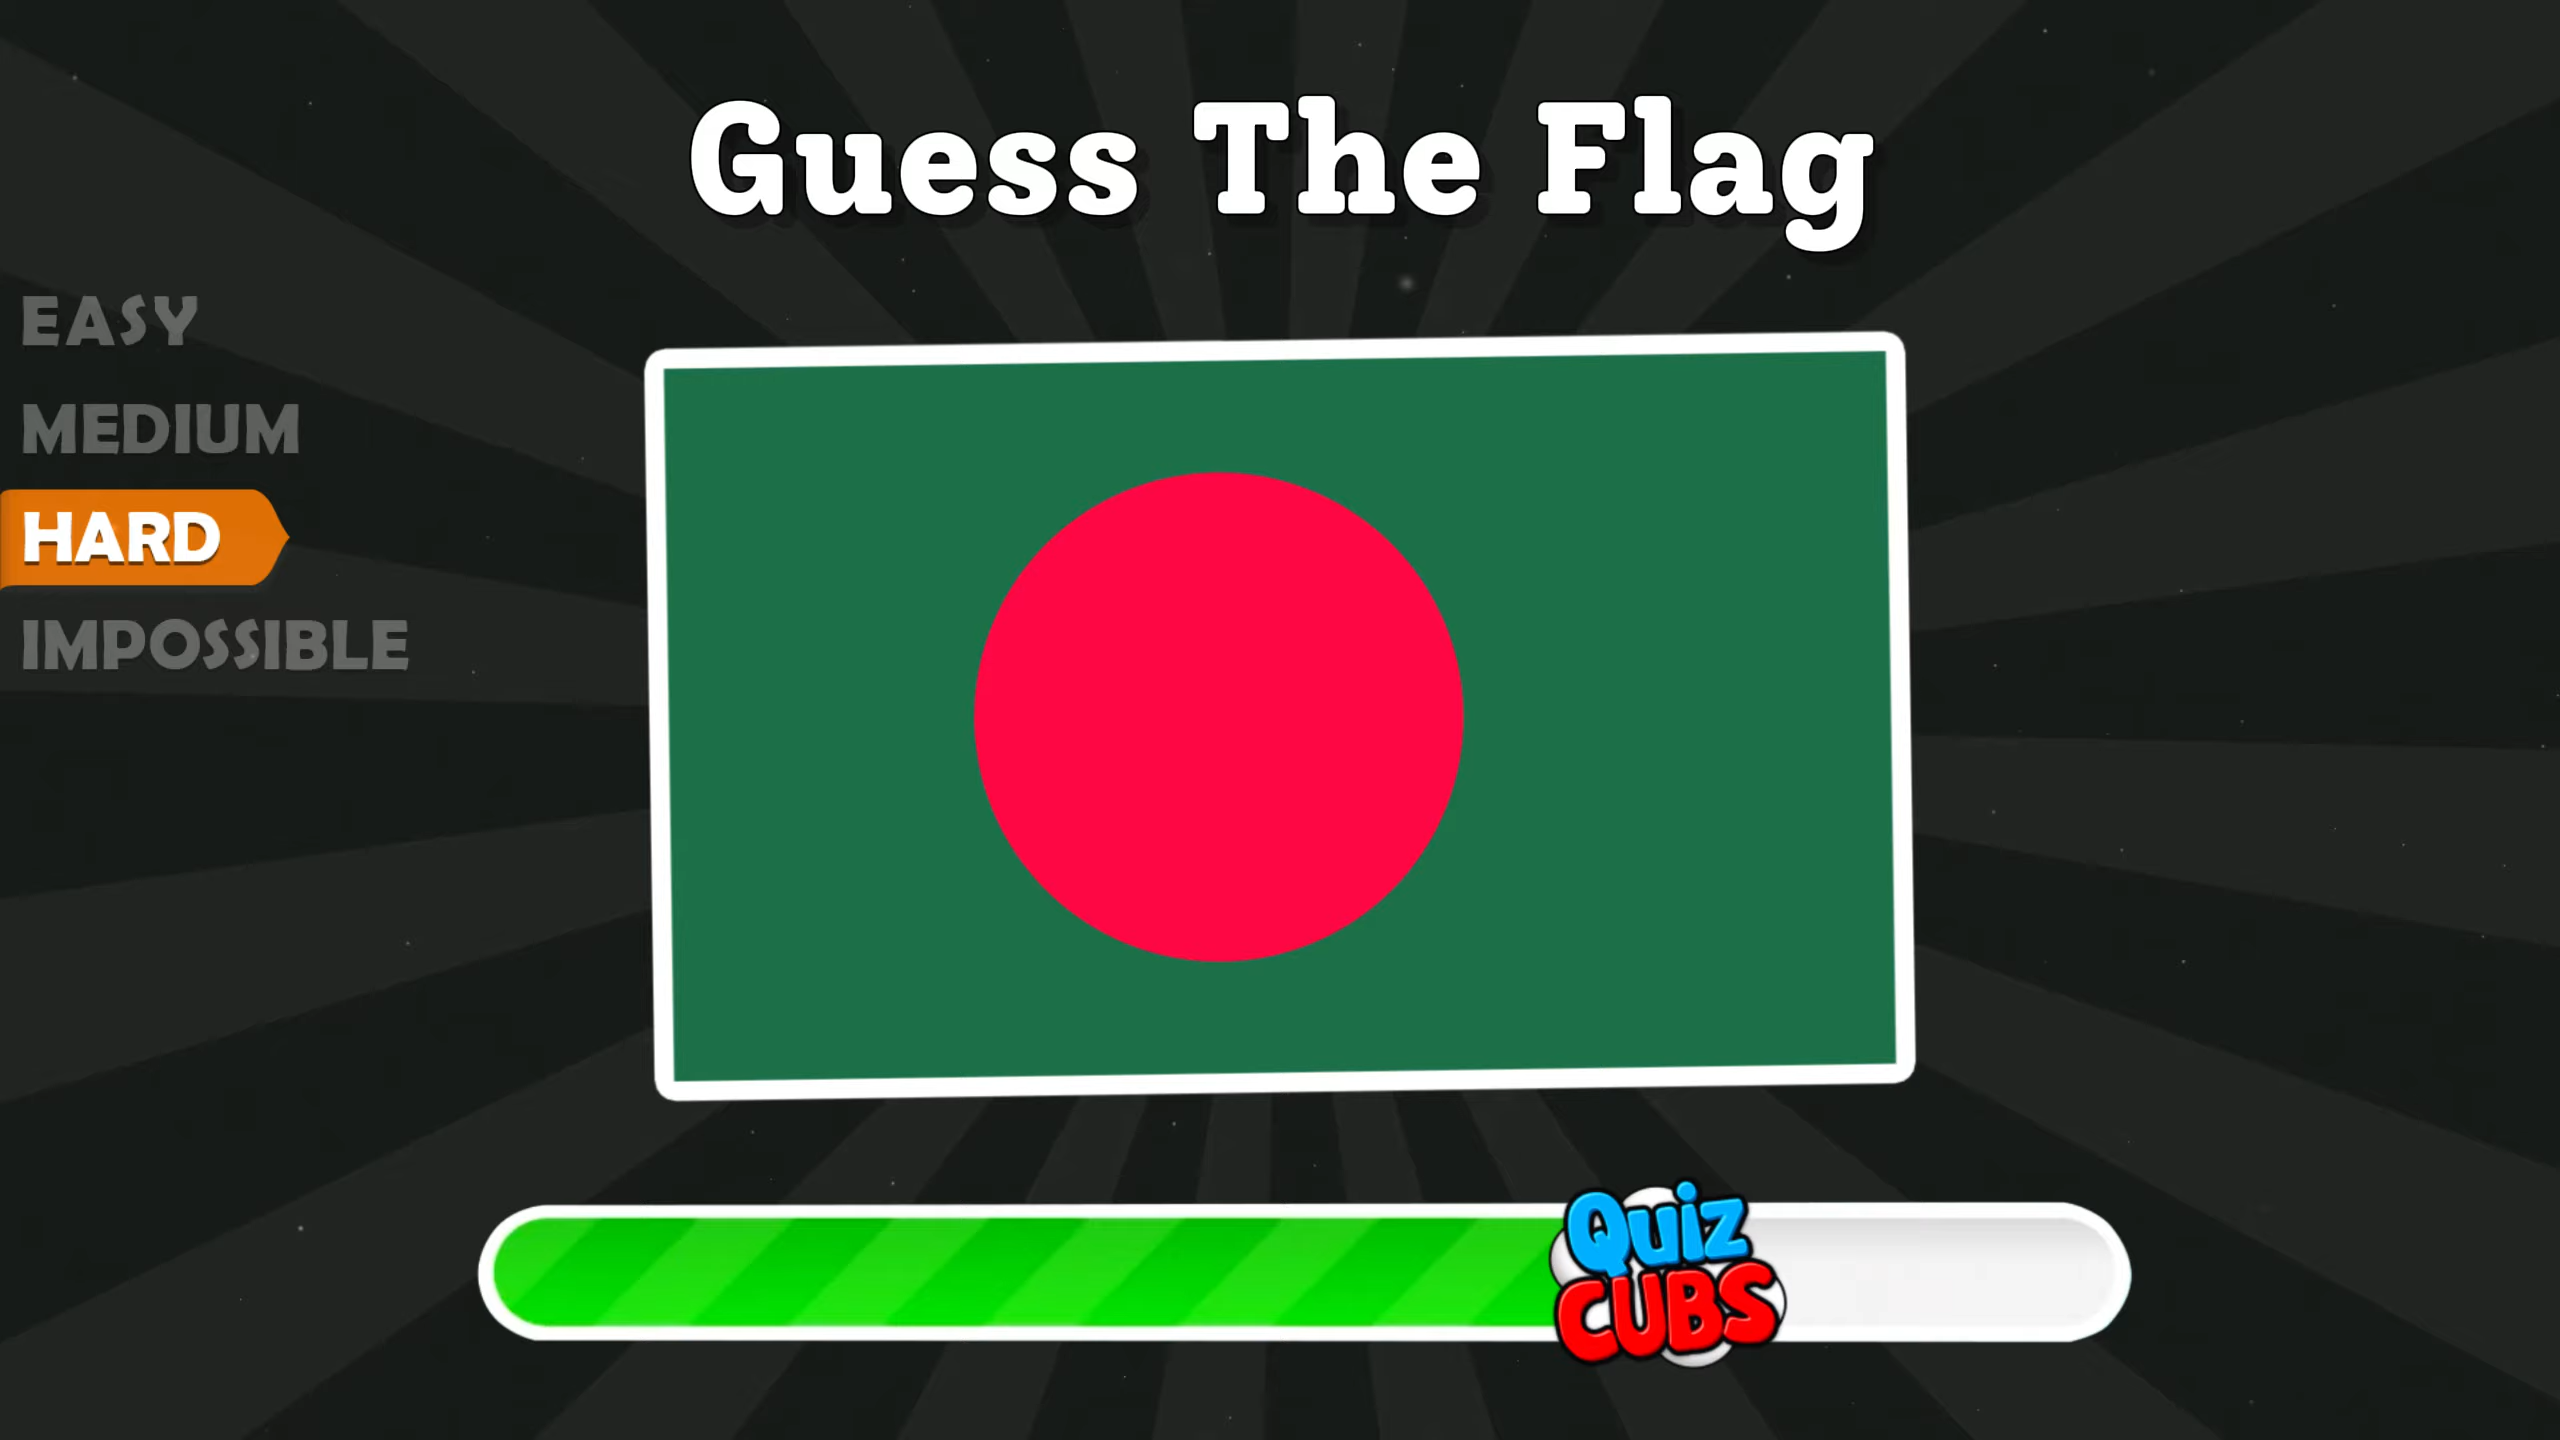 Guess The Flag
EASY
MEDIUM
HARD
IMPOSSIBLE
Quiz
CUBS